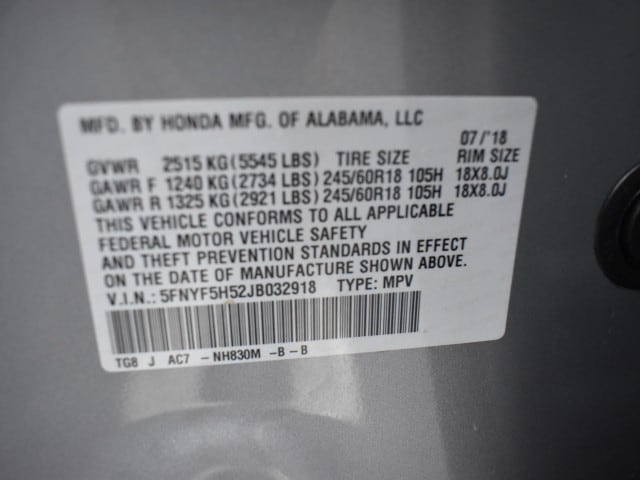 MFD. BY HONDA MFG. OF ALABAMA, LLC
07/'18
GVWR 2515 KG(5545 LBS) TIRE SIZE RIM SIZE
GAWR F 1240 KG(2734 LBS)245/60R18 105H 18X8.0J
GAWR R 1325 KG(2921 LBS)245/60R18 105H 18X8.0J
THIS VEHICLE CONFORMS TO ALL APPLICABLE
FEDERAL MOTOR VEHICLE SAFETY
AND THEFT PREVENTION STANDARDS IN EFFECT
ON THE DATE OF MANUFACTURE SHOWN ABOVE.
V.I.N.: 5FNYF5H52JB032918 TYPE: MPV
TG8 J AC7 -NH830M -B-B